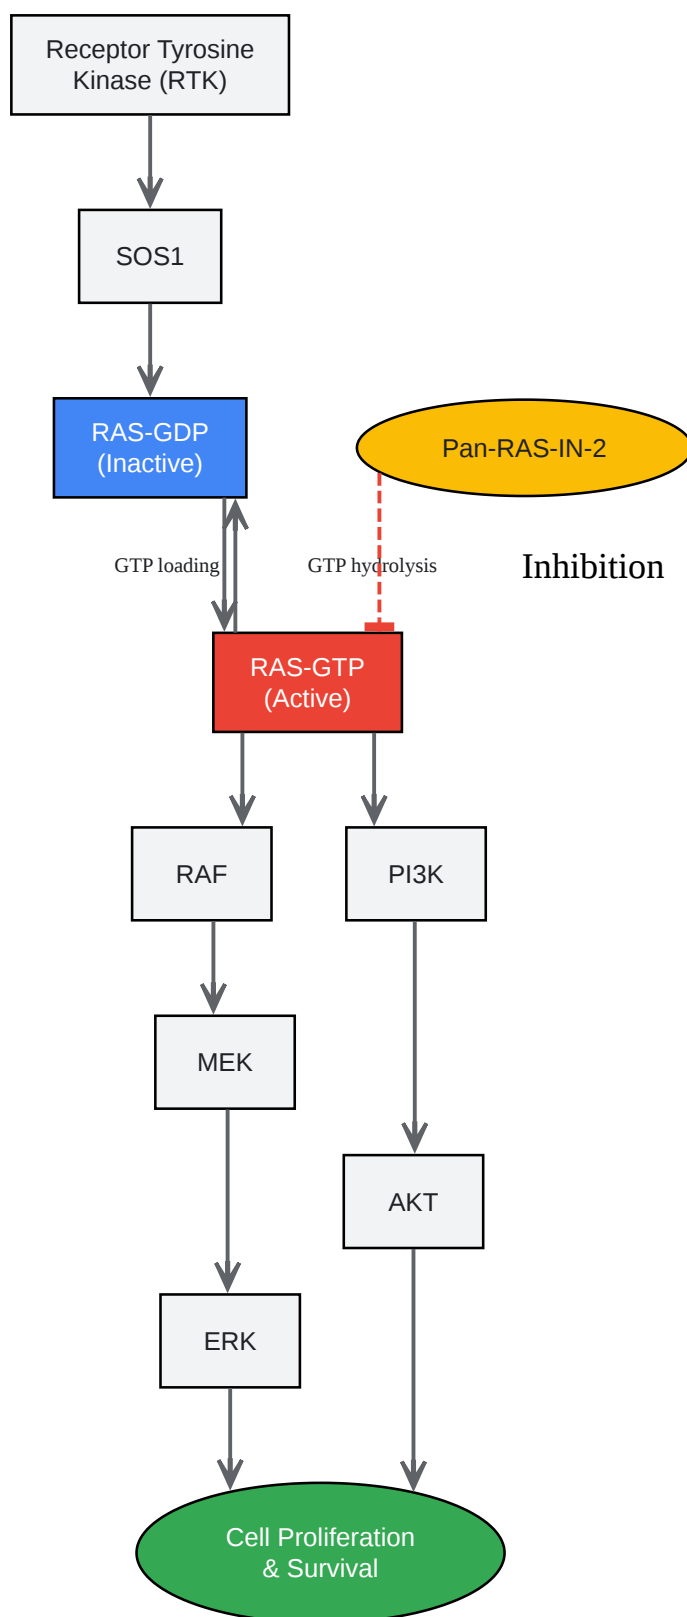 Receptor Tyrosine
Kinase (RTK)
SOS1
RAS-GDP
(Inactive)
Pan-RAS-IN-2
GTP loading
GTP hydrolysis
Inhibition
RAS-GTP
(Active)
RAF
PI3K
MEK
AKT
ERK
Cell Proliferation
& Survival